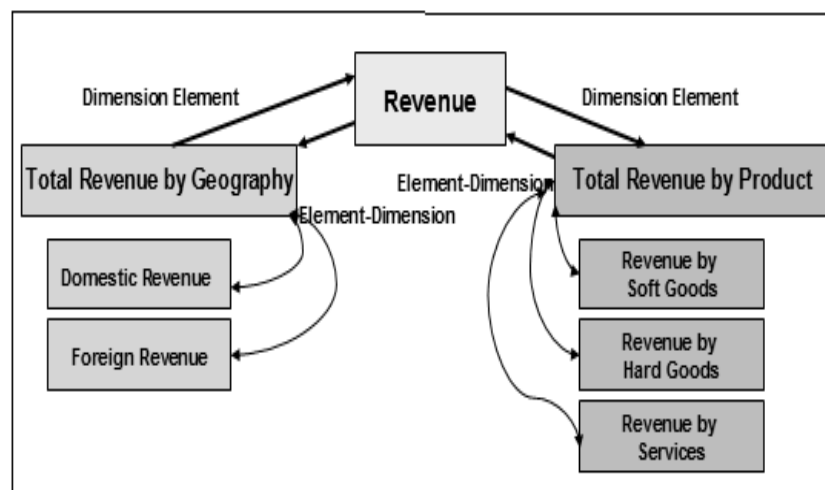 Revenue
Dimension Element
Dimension Element
Total Revenue by Geography
Total Revenue by Product
Element-Dimension
Element-Dimension
Domestic Revenue
Foreign Revenue
Revenue by
Soft Goods
Revenue by
Hard Goods
Revenue by
Services